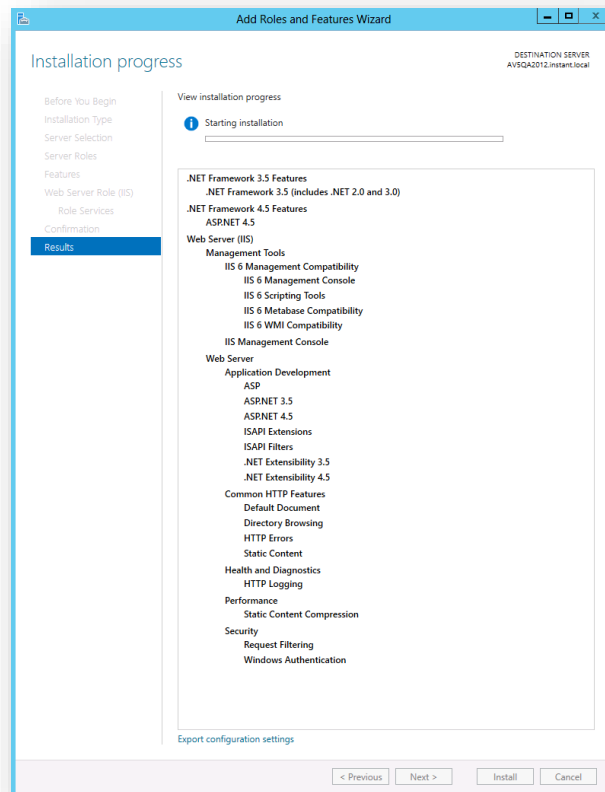 Add Roles and Features Wizard
Installation progress
DESTINATION SERVER
AV5QA2012.instant.local
Before You Begin
Installation Type
Server Selection
Server Roles
Features
Web Server Role (IIS)
Role Services
Confirmation
Results
View installation progress
Starting installation
.NET Framework 3.5 Features
.NET Framework 3.5 (includes .NET 2.0 and 3.0)
.NET Framework 4.5 Features
ASP.NET 4.5
Web Server (IIS)
Management Tools
IIS 6 Management Compatibility
IIS 6 Management Console
IIS 6 Scripting Tools
IIS 6 Metabase Compatibility
IIS 6 WMI Compatibility
IIS Management Console
Web Server
Application Development
ASP
ASP.NET 3.5
ASP.NET 4.5
ISAPI Extensions
ISAPI Filters
.NET Extensibility 3.5
.NET Extensibility 4.5
Common HTTP Features
Default Document
Directory Browsing
HTTP Errors
Static Content
Health and Diagnostics
HTTP Logging
Performance
Static Content Compression
Security
Request Filtering
Windows Authentication
Export configuration settings
< Previous Next > Install Cancel